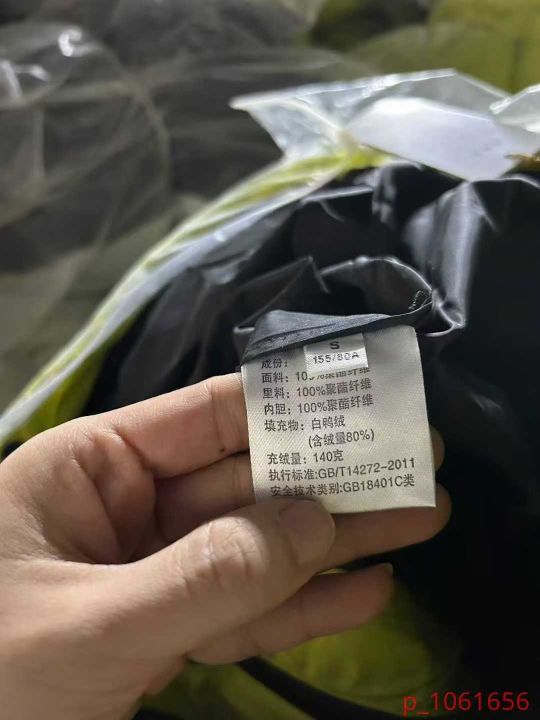 S
155/80A
成份:
面料: 100%聚酯纤维
里料: 100%聚酯纤维
内胆: 100%聚酯纤维
填充物: 白鸭绒
(含绒量80%)
充绒量: 140克
执行标准:GB/T14272-2011
安全技术类别:GB18401C类
p_1061656